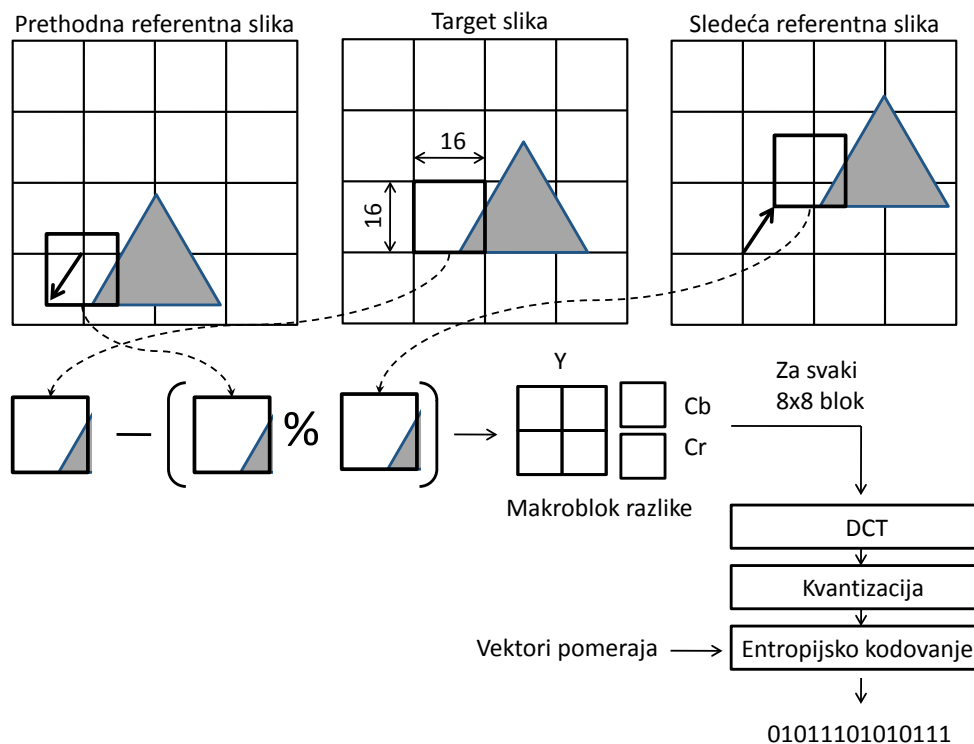 Prethodna referentna slika
Target slika
Sledeća referentna slika
16
16
—
%
Y
Cb
Cr
Za svaki
8x8 blok
Makroblok razlike
DCT
Kvantizacija
Vektori pomeraja
Entropijsko kodovanje
01011101010111